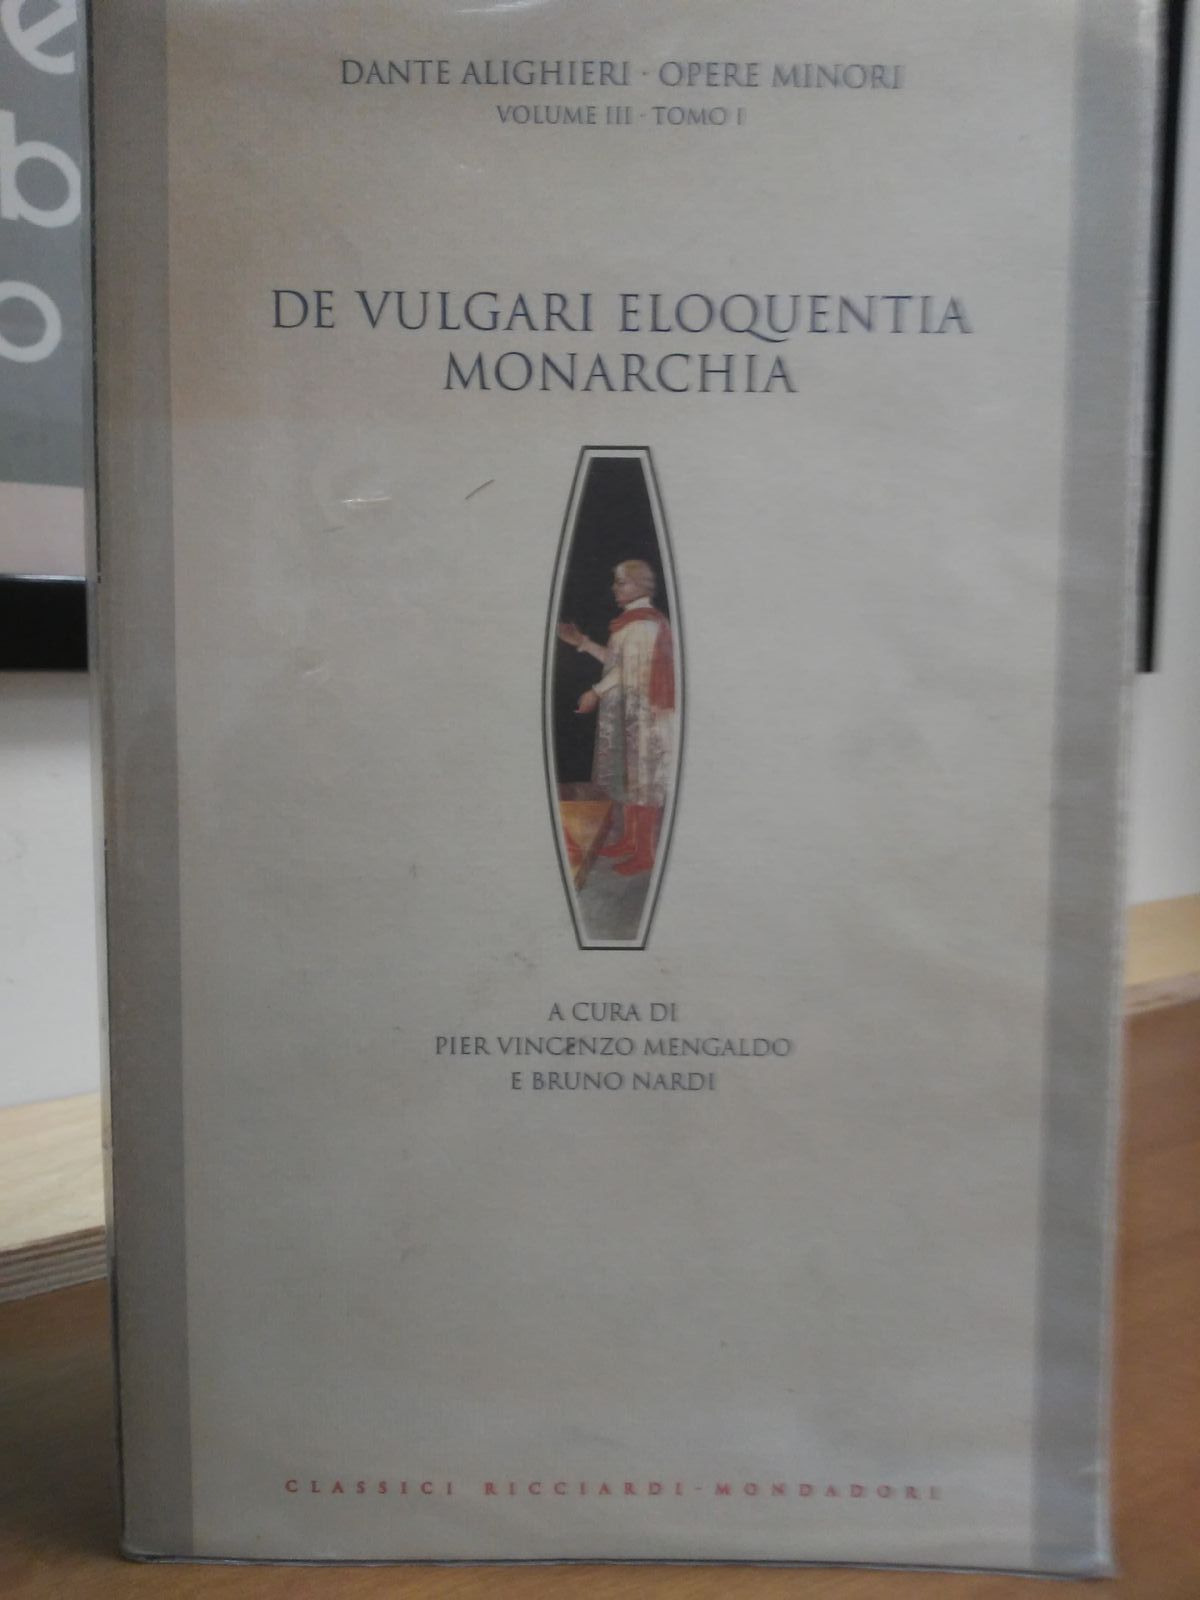 e
b
o
DANTE ALIGHIERI · OPERE MINORI
VOLUME III · TOMO I
DE VULGARI ELOQUENTIA
MONARCHIA
A CURA DI
PIER VINCENZO MENGALDO
E BRUNO NARDI
CLASSICI RICCIARDI-MONDADORI